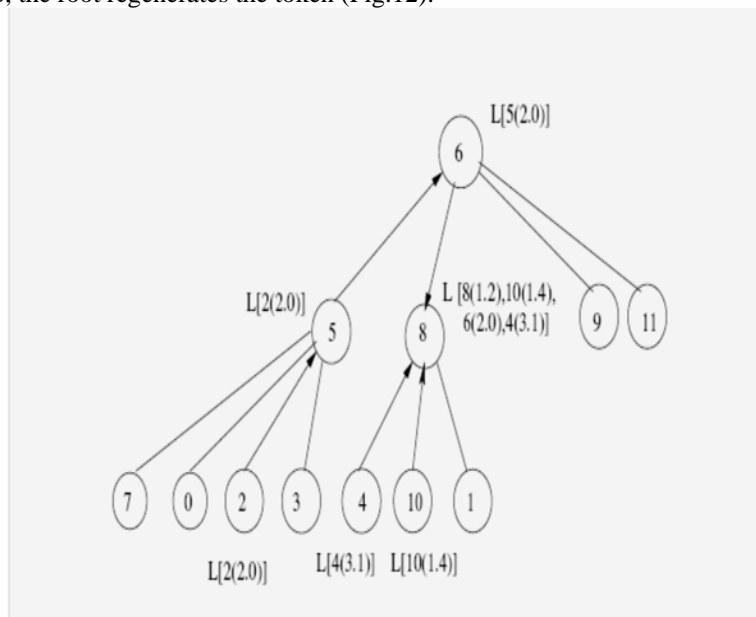 , the root regenerates the token (Fig.12).
L[5(2.0)]
6
L[2(2.0)]
5
L [8(1.2),10(1.4),
6(2.0),4(3.1)]
8
9
11
7
0
2
3
4
10
1
L[2(2.0)]
L[4(3.1)]
L[10(1.4)]